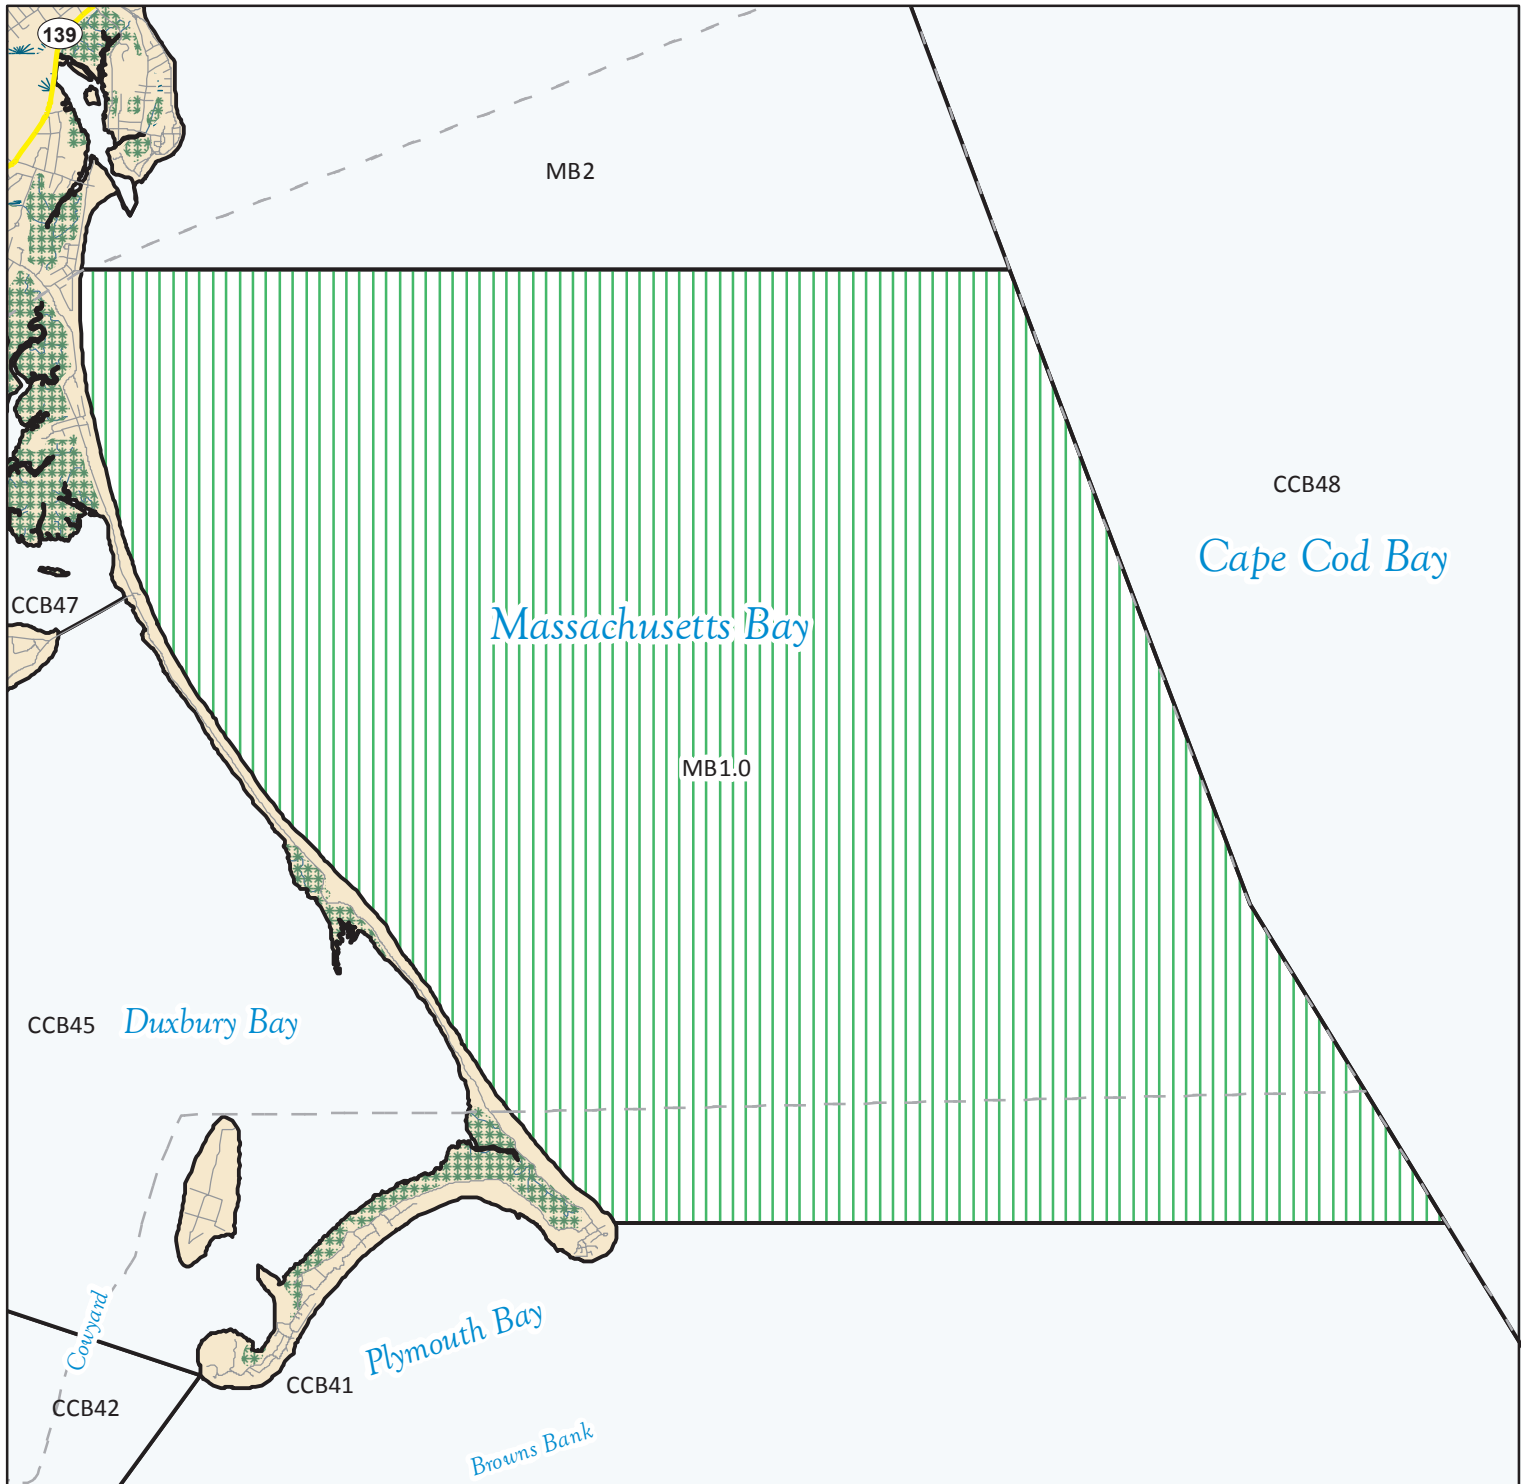 139
MB2
CCB48
Cape Cod Bay
CCB47
Massachusetts Bay
MB1.0
CCB45
Duxbury Bay
Cowyard
Plymouth Bay
CCB41
CCB42
Browns Bank